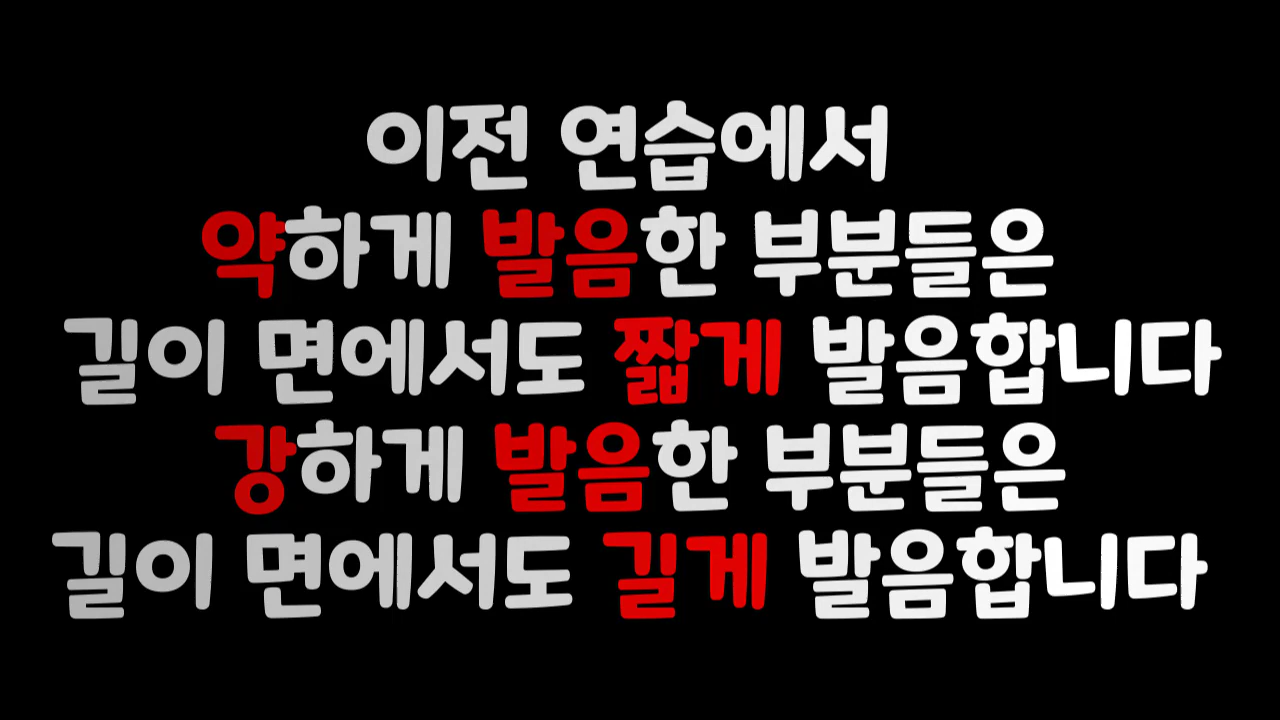 이전 연습에서
약하게 발음한 부분들은
길이 면에서도 짧게 발음합니다
강하게 발음한 부분들은
길이 면에서도 길게 발음합니다